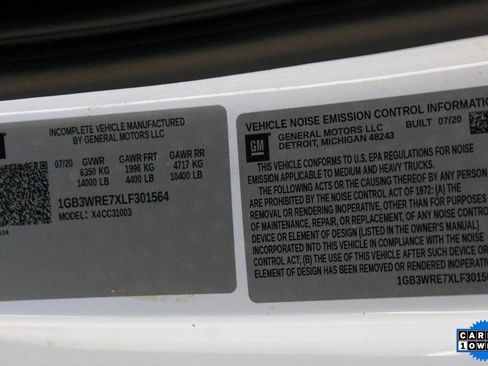 INCOMPLETE VEHICLE MANUFACTURED
BY GENERAL MOTORS LLC
07/20 GVWR GAWR FRT GAWR RR
6350 KG 1996 KG 4717 KG
14000 LB 4400 LB 10400 LB
1GB3WRE7XLF301564
MODEL: X4CC31003
VEHICLE NOISE EMISSION CONTROL INFORMATI
GM GENERAL MOTORS LLC BUILT 07/20
DETROIT, MICHIGAN 48243
THIS VEHICLE CONFORMS TO U.S. EPA REGULATIONS FOR NOISE
EMISSION APPLICABLE TO MEDIUM AND HEAVY TRUCKS.
THE FOLLOWING ACTS OR THE CAUSING THEREOF BY ANY PERSON
ARE PROHIBITED BY THE NOISE CONTROL ACT OF 1972: (A) THE
REMOVAL OR RENDERING INOPERATIVE, OTHER THAN FOR PURPOSES
OF MAINTENANCE, REPAIR, OR REPLACEMENT, OF ANY NOISE CONTROL
DEVICE OR ELEMENT OF DESIGN (LISTED IN THE OWNER'S MANUAL)
INCORPORATED INTO THIS VEHICLE IN COMPLIANCE WITH THE NOISE
CONTROL ACT; (B) THE USE OF THIS VEHICLE AFTER SUCH DEVICE OR
ELEMENT OF DESIGN HAS BEEN REMOVED OR RENDERED INOPERATIVE
1GB3WRE7XLF30156
CARF
1 OWN